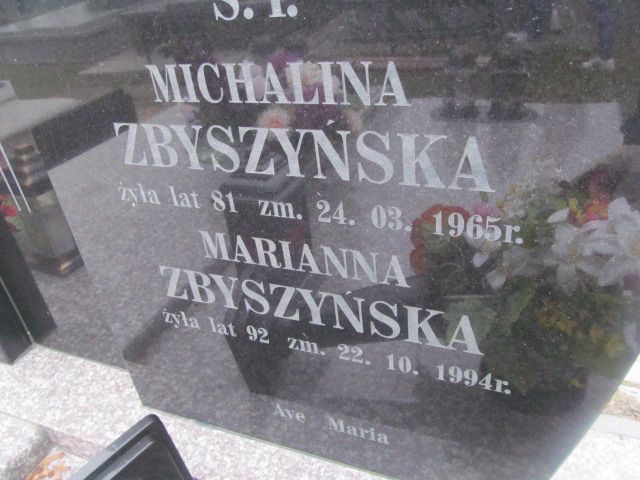 Ś.P.
MICHALINA
ZBYSZYŃSKA
żyła lat 81 zm. 24. 03. 1965r.
MARIANNA
ZBYSZYŃSKA
żyła lat 92 zm. 22. 10. 1994r.
Ave Maria